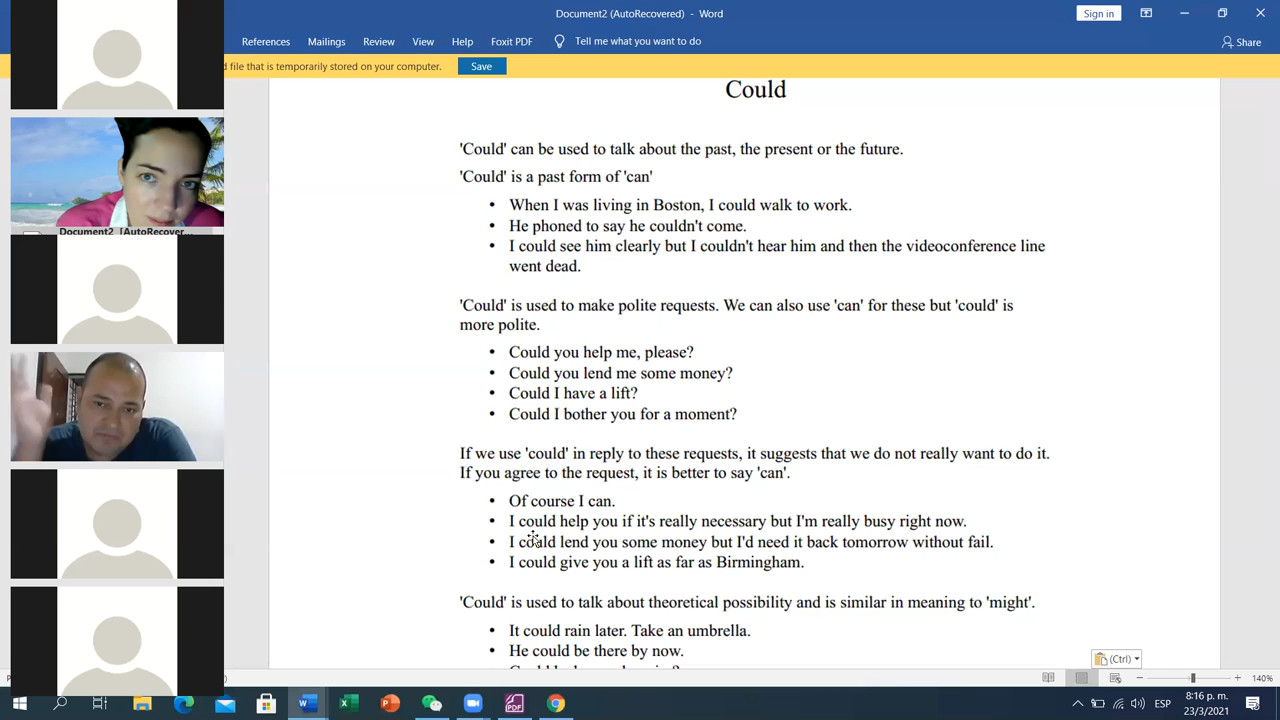 Document2 (AutoRecovered) - Word
Sign in
References Mailings Review View Help Foxit PDF Tell me what you want to do
Share
file that is temporarily stored on your computer. Save
Could
'Could' can be used to talk about the past, the present or the future.
'Could' is a past form of 'can'
• When I was living in Boston, I could walk to work.
• He phoned to say he couldn't come.
• I could see him clearly but I couldn't hear him and then the videoconference line
went dead.
'Could' is used to make polite requests. We can also use 'can' for these but 'could' is
more polite.
• Could you help me, please?
• Could you lend me some money?
• Could I have a lift?
• Could I bother you for a moment?
If we use 'could' in reply to these requests, it suggests that we do not really want to do it.
If you agree to the request, it is better to say 'can'.
• Of course I can.
• I could help you if it's really necessary but I'm really busy right now.
• I could lend you some money but I'd need it back tomorrow without fail.
• I could give you a lift as far as Birmingham.
'Could' is used to talk about theoretical possibility and is similar in meaning to 'might'.
• It could rain later. Take an umbrella.
• He could be there by now.
Document2 [AutoRecover...
(Ctrl)
140%
ESP
8:16 p. m.
23/3/2021